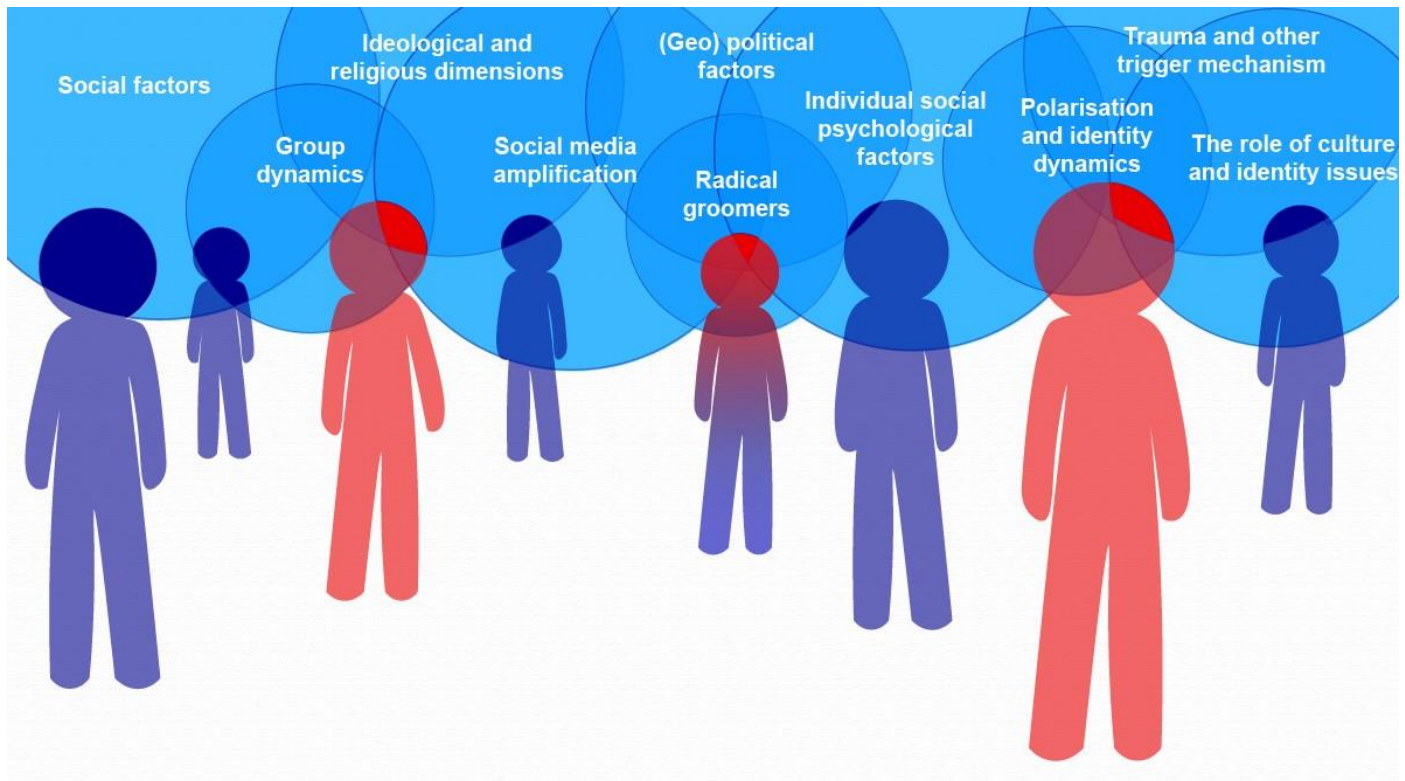 Social factors
Ideological and
religious dimensions
(Geo) political
factors
Trauma and other
trigger mechanism
Group
dynamics
Social media
amplification
Radical
groomers
Individual social
psychological
factors
Polarisation
and identity
dynamics
The role of culture
and identity issues